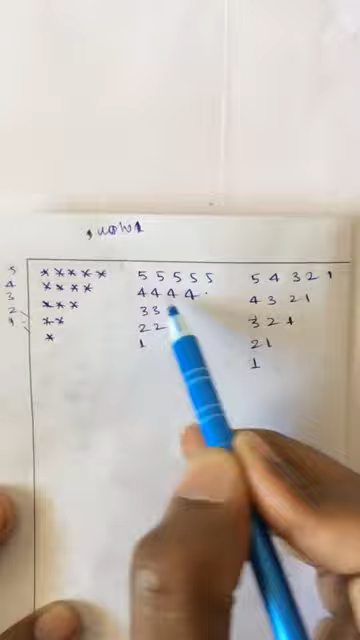 5 * * * * * 5 5 5 5 5 5 4 3 2 1
4 * * * * 4 4 4 4 4 3 2 1
3 * * * 3 3 3 2 1
2 * * 2 2 2 1
1 * 1 1